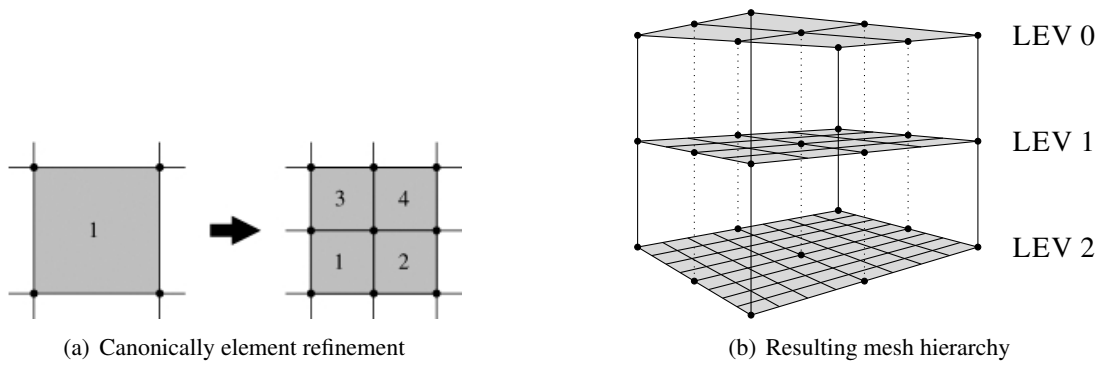 LEV 0
LEV 1
LEV 2
1
3 4
1 2
(a) Canonically element refinement
(b) Resulting mesh hierarchy